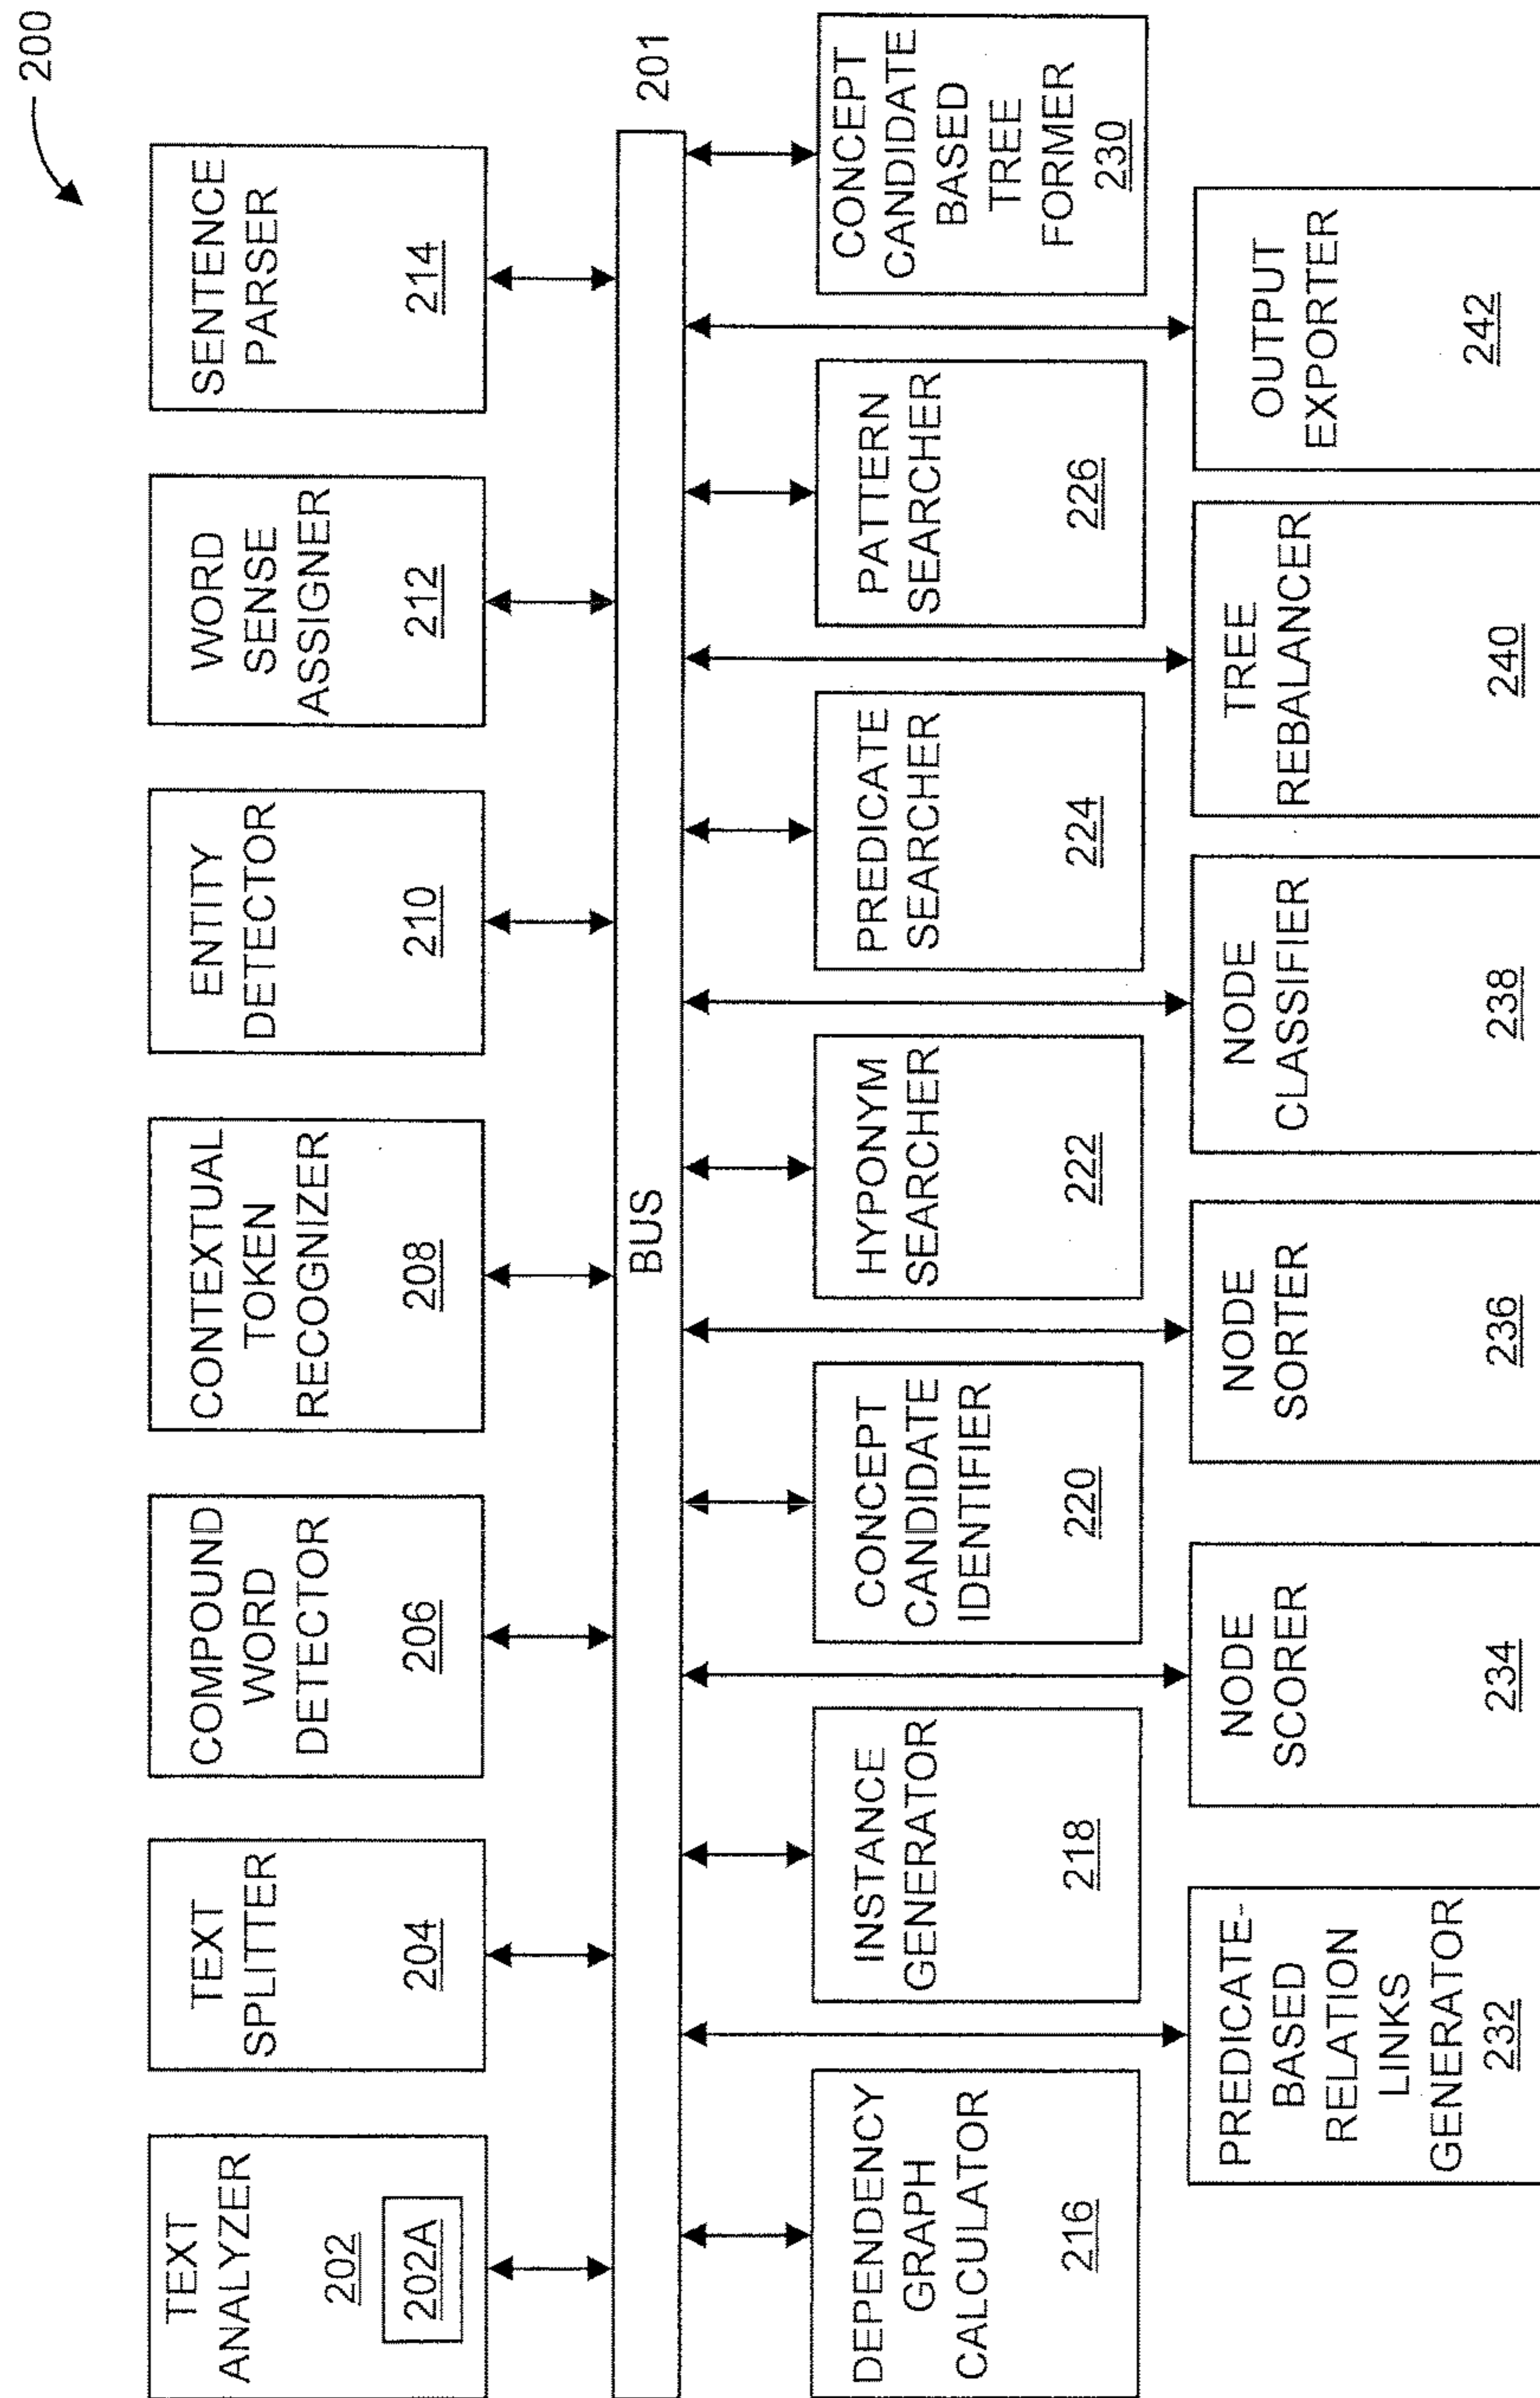 200
TEXT
ANALYZER
202
202A
TEXT
SPLITTER
204
COMPOUND
WORD
DETECTOR
206
CONTEXTUAL
TOKEN
RECOGNIZER
208
ENTITY
DETECTOR
210
WORD
SENSE
ASSIGNER
212
SENTENCE
PARSER
214
BUS
201
DEPENDENCY
GRAPH
CALCULATOR
216
INSTANCE
GENERATOR
218
CONCEPT
CANDIDATE
IDENTIFIER
220
HYPONYM
SEARCHER
222
PREDICATE
SEARCHER
224
PATTERN
SEARCHER
226
CONCEPT
CANDIDATE
BASED
TREE
FORMER
230
PREDICATE-
BASED
RELATION
LINKS
GENERATOR
232
NODE
SCORER
234
NODE
SORTER
236
NODE
CLASSIFIER
238
TREE
REBALANCER
240
OUTPUT
EXPORTER
242